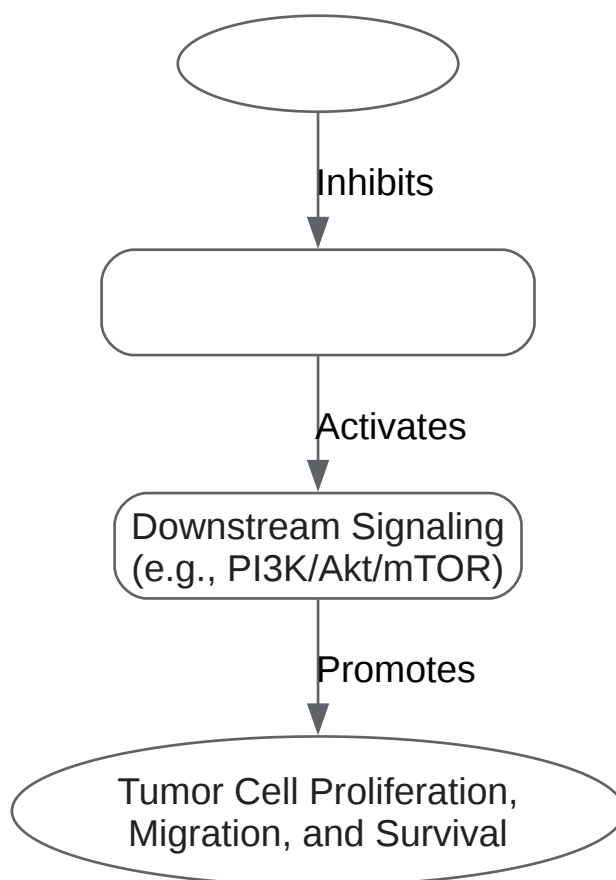 Inhibits
Activates
Downstream Signaling
(e.g., PI3K/Akt/mTOR)
Promotes
Tumor Cell Proliferation,
Migration, and Survival